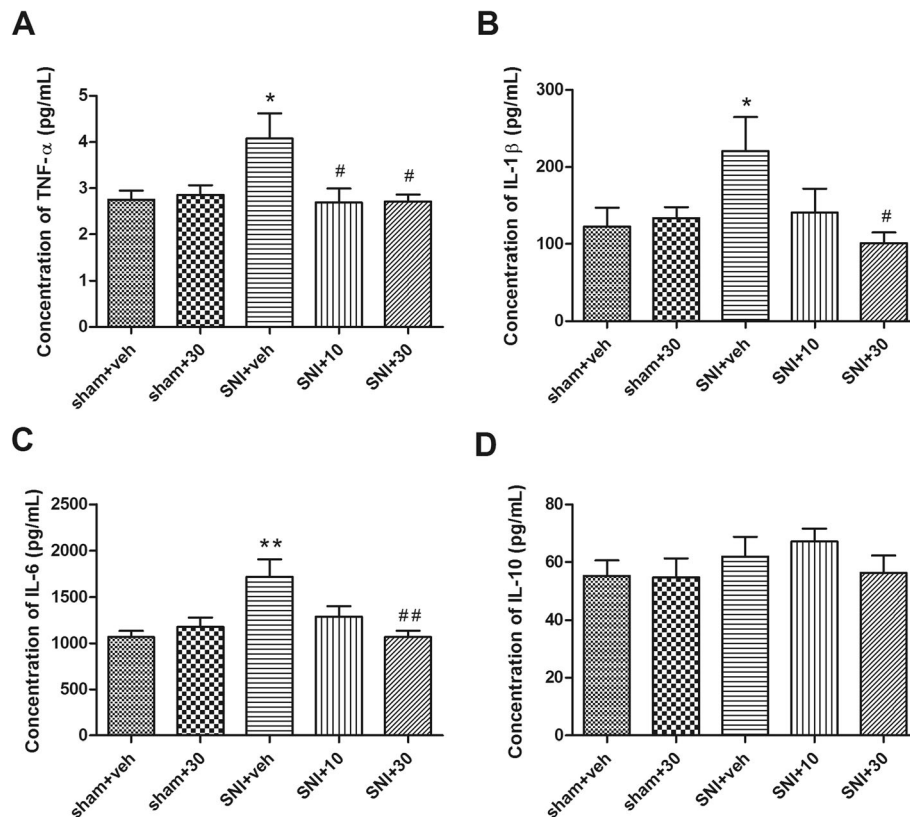 A
Concentration of TNF-α (pg/mL)
5
4
3
2
1
0
*
#
#
sham+veh
sham+30
SNI+veh
SNI+10
SNI+30
B
Concentration of IL-1β (pg/mL)
300
200
100
0
*
#
sham+veh
sham+30
SNI+veh
SNI+10
SNI+30
C
Concentration of IL-6 (pg/mL)
2500
2000
1500
1000
500
0
**
##
sham+veh
sham+30
SNI+veh
SNI+10
SNI+30
D
Concentration of IL-10 (pg/mL)
80
60
40
20
0
sham+veh
sham+30
SNI+veh
SNI+10
SNI+30